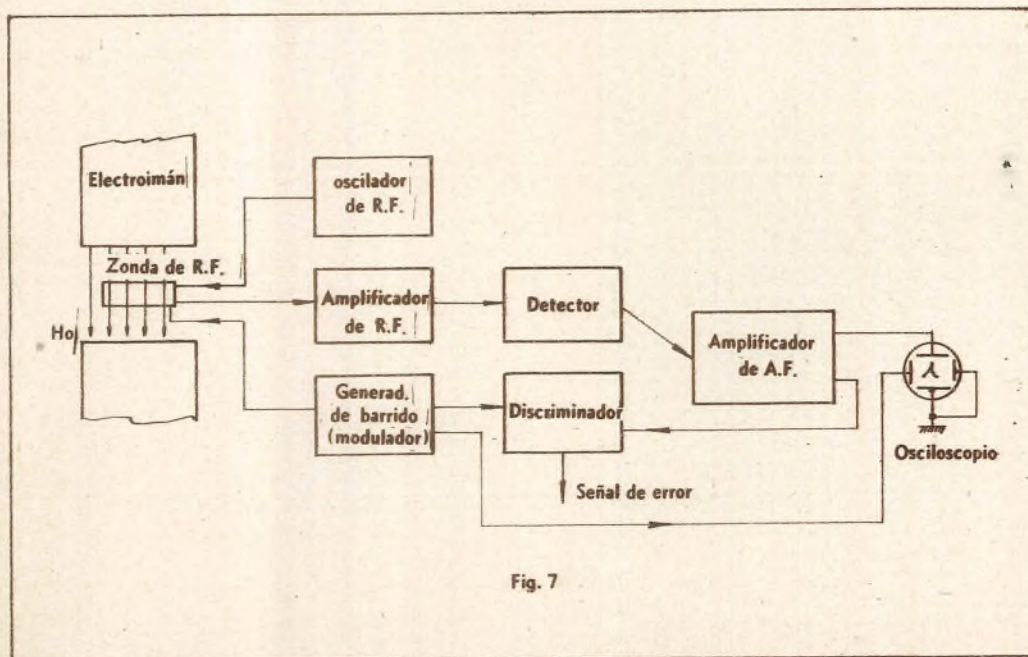 Electroimán
oscilador
de R.F.
Zonda de R.F.
Amplificador
de R.F.
Detector
Ho
Amplificador
de A.F.
Generad.
de barrido
(modulador)
Discriminador
Osciloscopio
Señal de error
Fig. 7